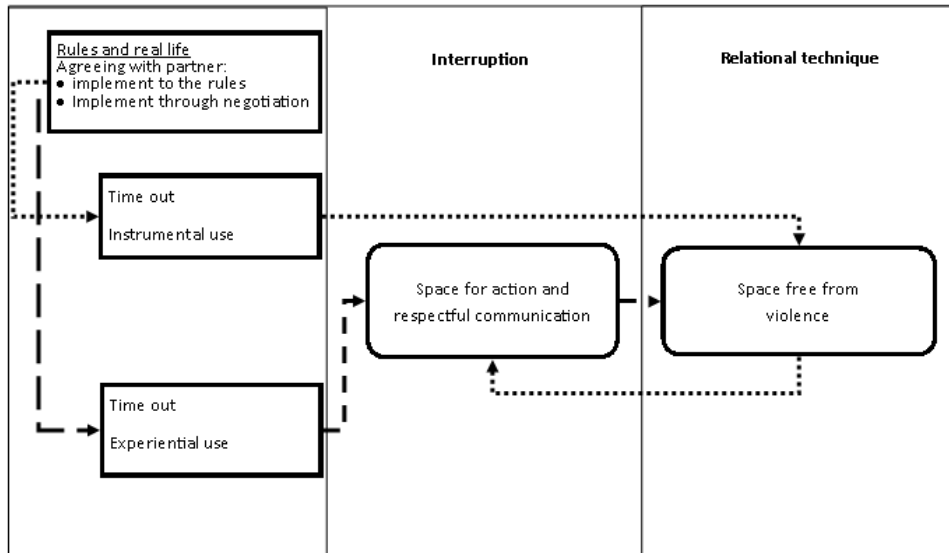 Rules and real life
Agreeing with partner:
● implement to the rules
● Implement through negotiation
Interruption
Relational technique
Time out
Instrumental use
Space for action and
respectful communication
Space free from
violence
Time out
Experiential use